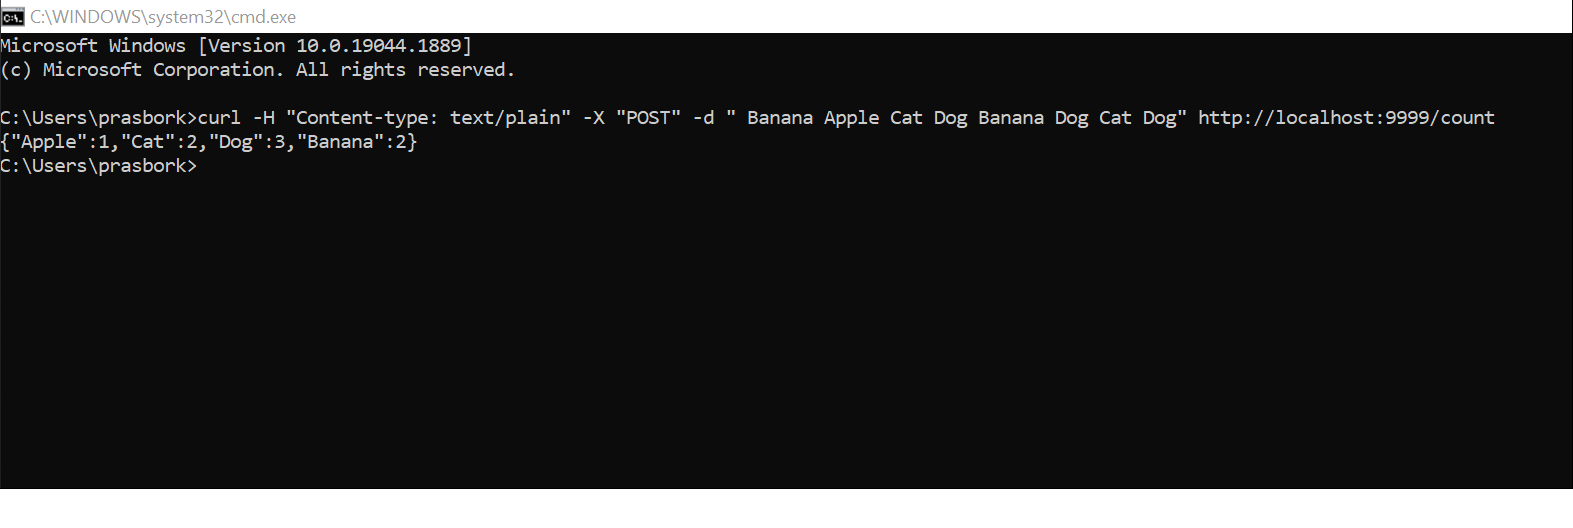 C:\WINDOWS\system32\cmd.exe
Microsoft Windows [Version 10.0.19044.1889]
(c) Microsoft Corporation. All rights reserved.
C:\Users\prasbork>curl -H "Content-type: text/plain" -X "POST" -d " Banana Apple Cat Dog Banana Dog Cat Dog" http://localhost:9999/count
{"Apple":1,"Cat":2,"Dog":3,"Banana":2}
C:\Users\prasbork>